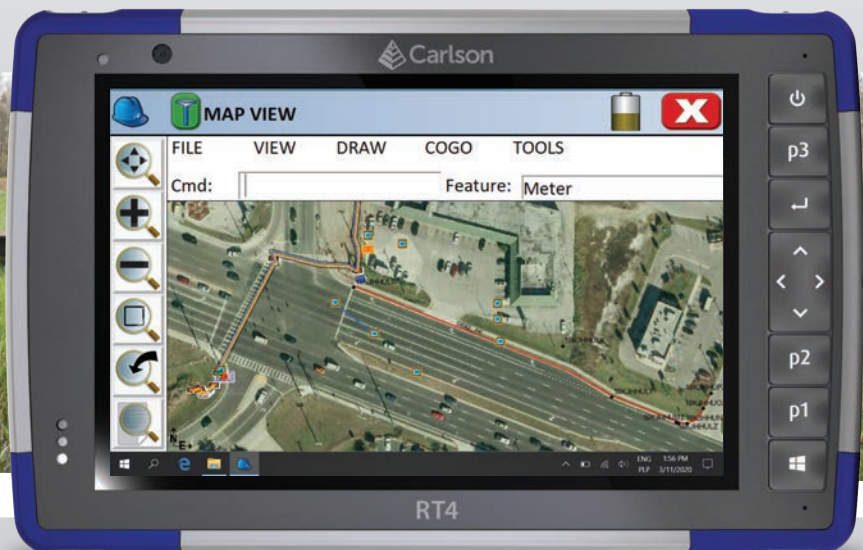 Carlson
MAP VIEW
FILE VIEW DRAW COGO TOOLS
Cmd: Feature: Meter
N
E
ENG 1:56 PM
PLP 3/11/2020
p3
p2
p1
RT4